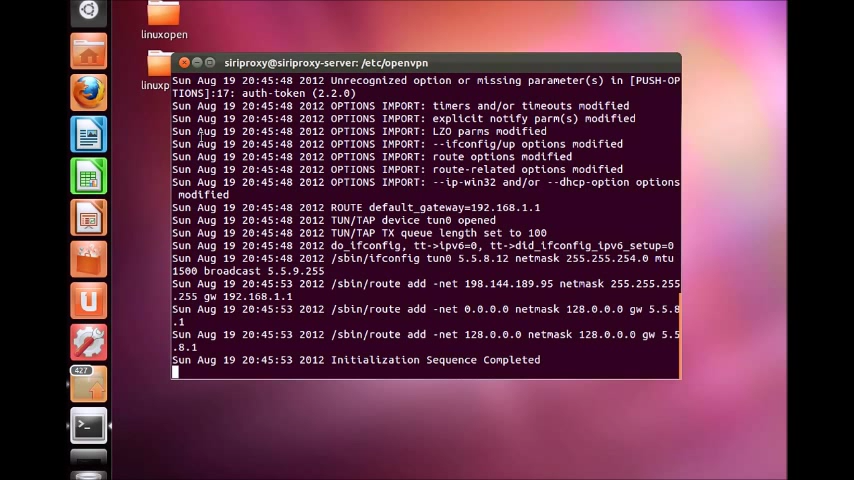 linuxopen
linuxp
siriproxy@siriproxy-server: /etc/openvpn
Sun Aug 19 20:45:48 2012 Unrecognized option or missing parameter(s) in [PUSH-OP
TIONS]:17: auth-token (2.2.0)
Sun Aug 19 20:45:48 2012 OPTIONS IMPORT: timers and/or timeouts modified
Sun Aug 19 20:45:48 2012 OPTIONS IMPORT: explicit notify parm(s) modified
Sun Aug 19 20:45:48 2012 OPTIONS IMPORT: LZO parms modified
Sun Aug 19 20:45:48 2012 OPTIONS IMPORT: --ifconfig/up options modified
Sun Aug 19 20:45:48 2012 OPTIONS IMPORT: route options modified
Sun Aug 19 20:45:48 2012 OPTIONS IMPORT: route-related options modified
Sun Aug 19 20:45:48 2012 OPTIONS IMPORT: --ip-win32 and/or --dhcp-option options
modified
Sun Aug 19 20:45:48 2012 ROUTE default_gateway=192.168.1.1
Sun Aug 19 20:45:48 2012 TUN/TAP device tun0 opened
Sun Aug 19 20:45:48 2012 TUN/TAP TX queue length set to 100
Sun Aug 19 20:45:48 2012 do_ifconfig, tt->ipv6=0, tt->did_ifconfig_ipv6_setup=0
Sun Aug 19 20:45:48 2012 /sbin/ifconfig tun0 5.5.8.12 netmask 255.255.254.0 mtu
1500 broadcast 5.5.9.255
Sun Aug 19 20:45:53 2012 /sbin/route add -net 198.144.189.95 netmask 255.255.255
.255 gw 192.168.1.1
Sun Aug 19 20:45:53 2012 /sbin/route add -net 0.0.0.0 netmask 128.0.0.0 gw 5.5.8
.1
Sun Aug 19 20:45:53 2012 /sbin/route add -net 128.0.0.0 netmask 128.0.0.0 gw 5.5
.8.1
Sun Aug 19 20:45:53 2012 Initialization Sequence Completed
427
>_